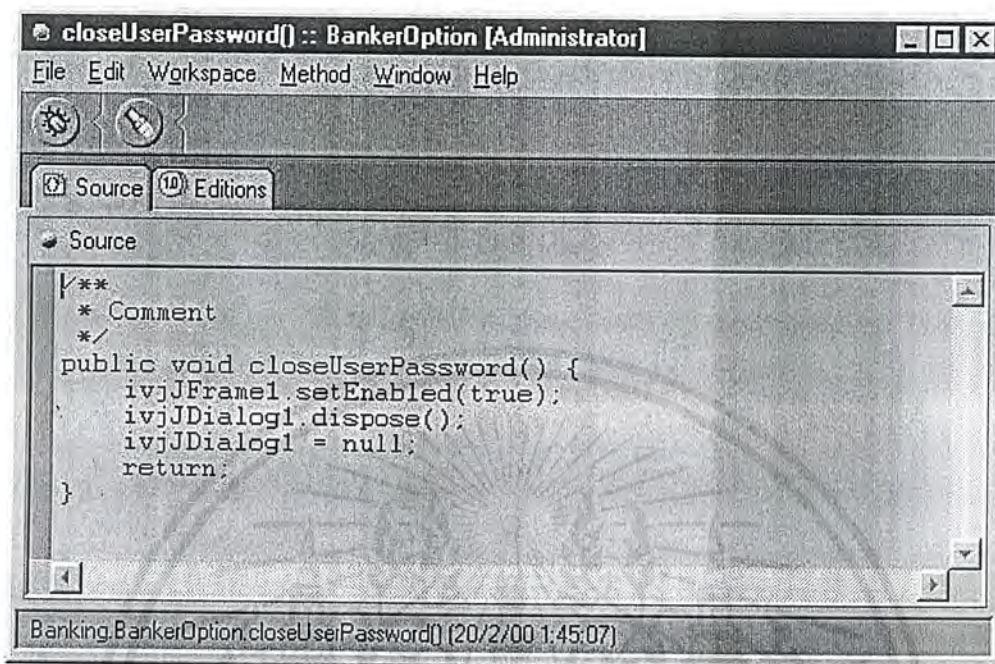 closeUserPassword() :: BankerOption [Administrator]
File Edit Workspace Method Window Help
Source Editions
Source
/**
* Comment
*/
public void closeUserPassword() {
ivjJFrame1.setEnabled(true);
ivjJDialog1.dispose();
ivjJDialog1 = null;
return;
}
Banking.BankerOption.closeUserPassword() (20/2/00 1:45:07)